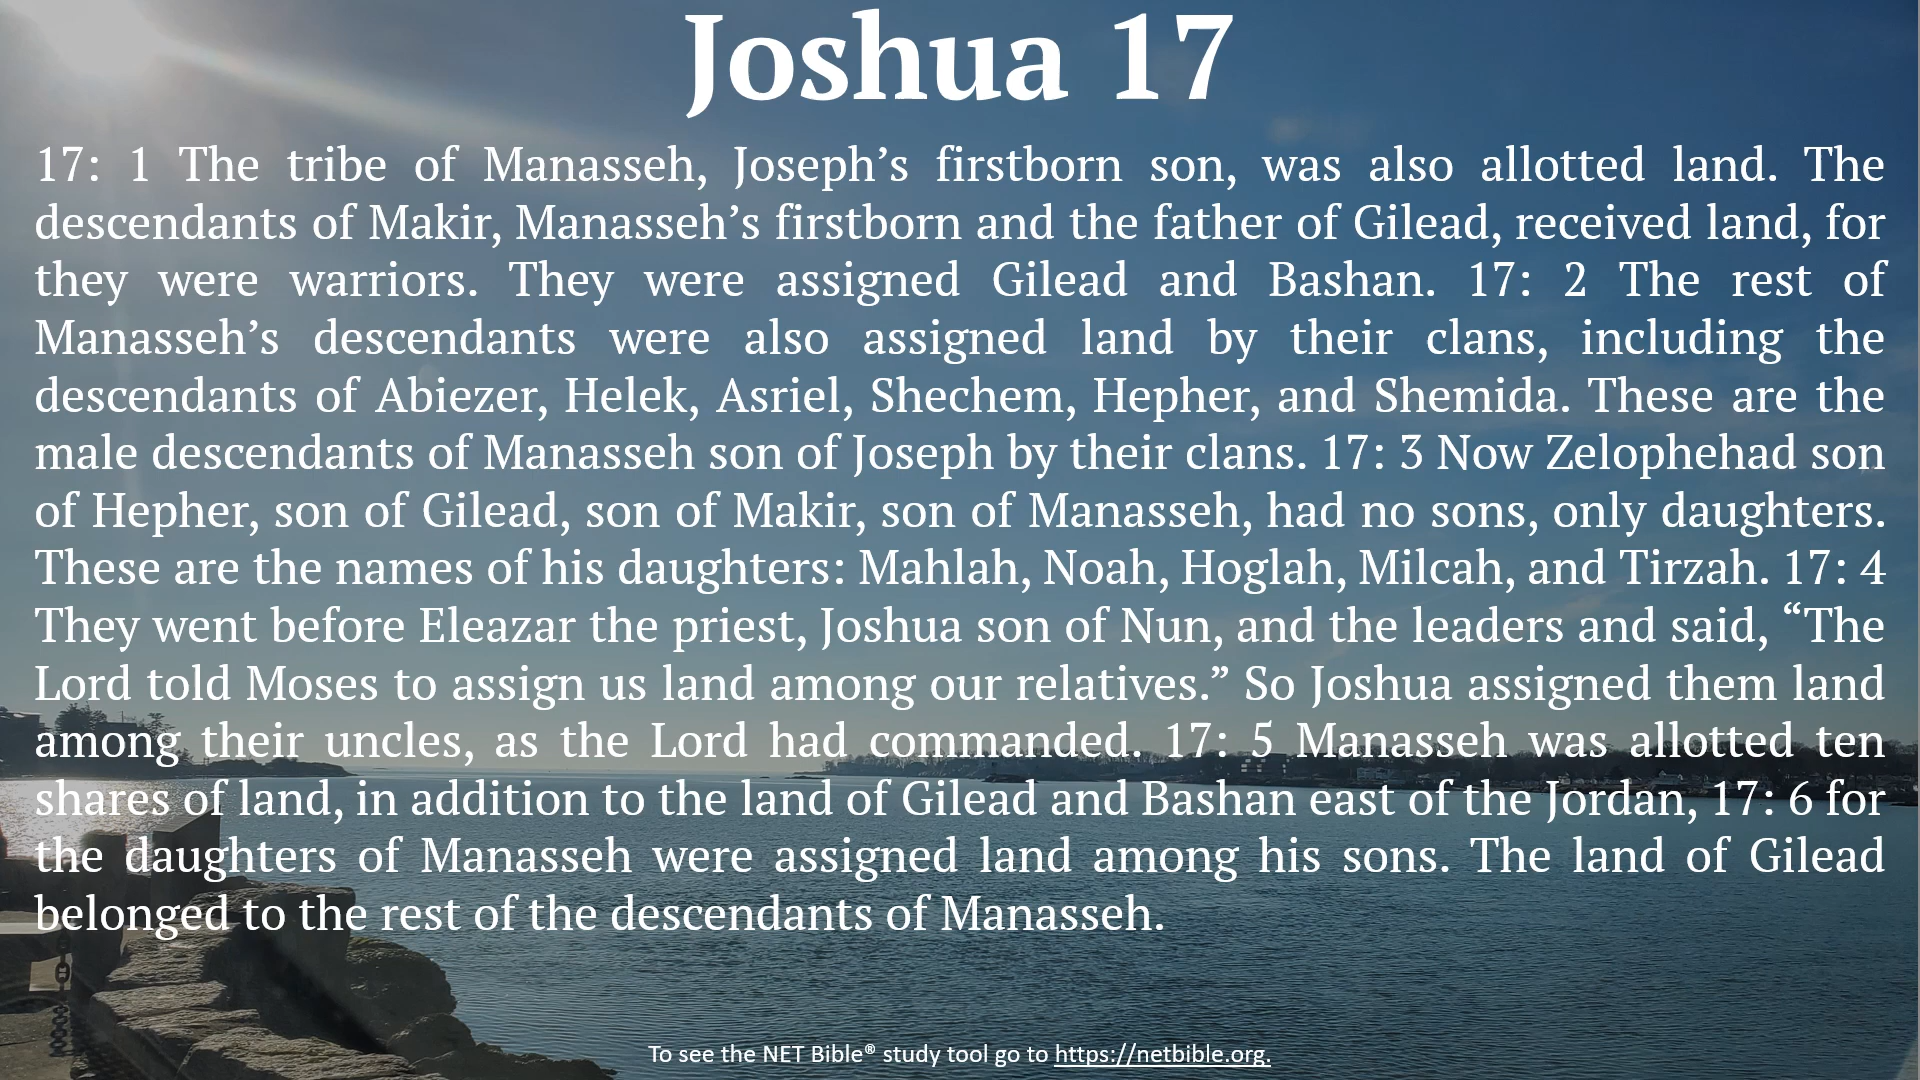 Joshua 17
17: 1 The tribe of Manasseh, Joseph’s firstborn son, was also allotted land. The
descendants of Makir, Manasseh’s firstborn and the father of Gilead, received land, for
they were warriors. They were assigned Gilead and Bashan. 17: 2 The rest of
Manasseh’s descendants were also assigned land by their clans, including the
descendants of Abiezer, Helek, Asriel, Shechem, Hepher, and Shemida. These are the
male descendants of Manasseh son of Joseph by their clans. 17: 3 Now Zelophehad son
of Hepher, son of Gilead, son of Makir, son of Manasseh, had no sons, only daughters.
These are the names of his daughters: Mahlah, Noah, Hoglah, Milcah, and Tirzah. 17: 4
They went before Eleazar the priest, Joshua son of Nun, and the leaders and said, “The
Lord told Moses to assign us land among our relatives.” So Joshua assigned them land
among their uncles, as the Lord had commanded. 17: 5 Manasseh was allotted ten
shares of land, in addition to the land of Gilead and Bashan east of the Jordan, 17: 6 for
the daughters of Manasseh were assigned land among his sons. The land of Gilead
belonged to the rest of the descendants of Manasseh.
To see the NET Bible® study tool go to https://netbible.org.